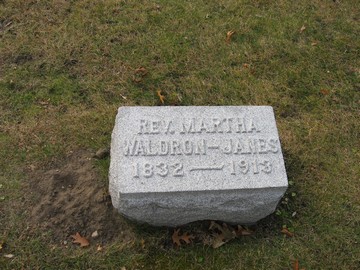 REV. MARTHA
WALDRON-JANES
1832 — 1913